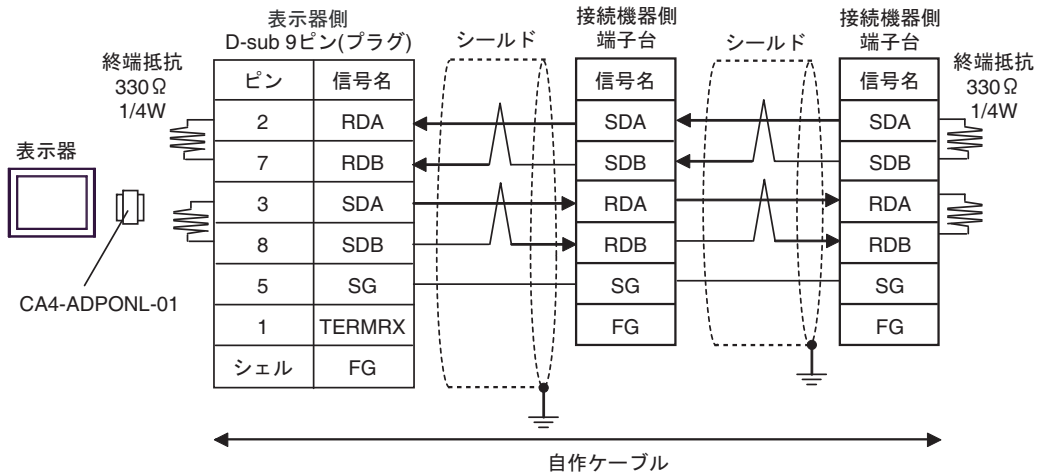 表示器側
D-sub 9ピン(プラグ)
シールド
接続機器側
端子台
シールド
接続機器側
端子台
終端抵抗
330Ω
1/4W
終端抵抗
330Ω
1/4W
表示器
CA4-ADPONL-01
ピン 信号名
2 RDA
7 RDB
3 SDA
8 SDB
5 SG
1 TERMRX
シェル FG
信号名
SDA
SDB
RDA
RDB
SG
FG
信号名
SDA
SDB
RDA
RDB
SG
FG
自作ケーブル